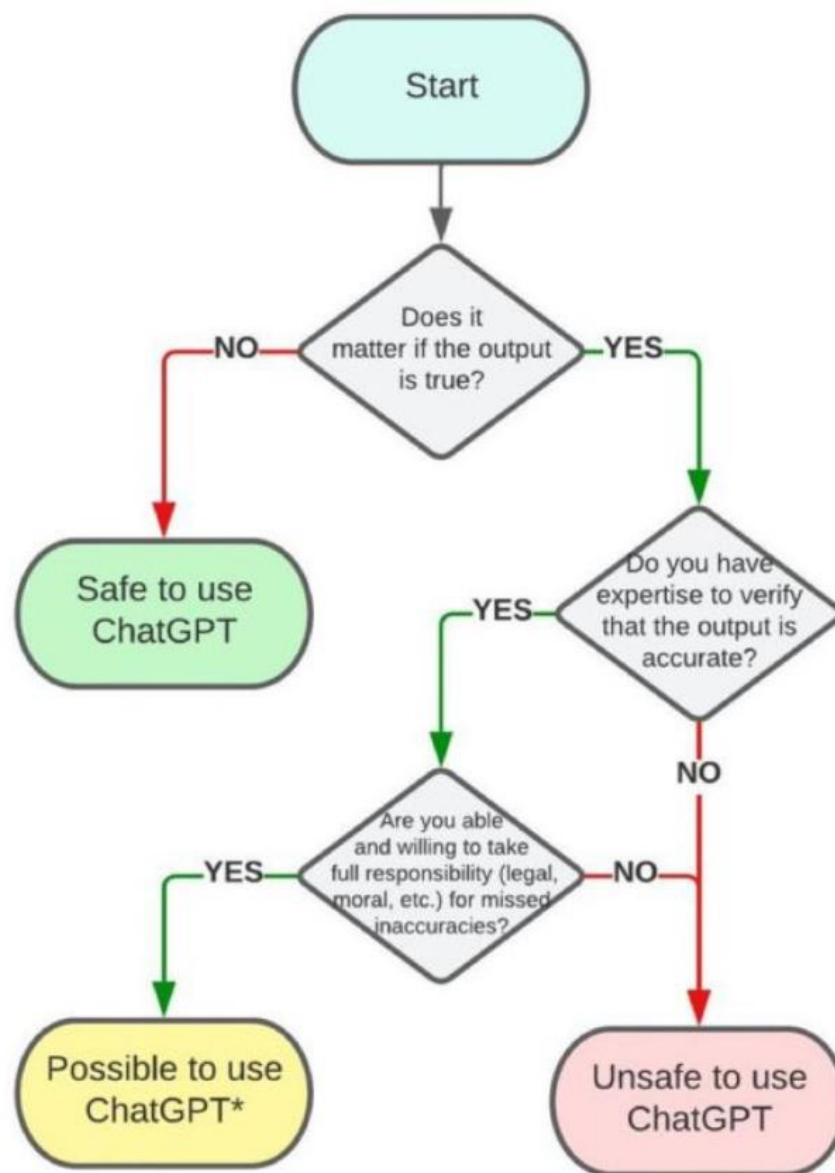 Start
Does it
matter if the output
is true?
NO
YES
Safe to use
ChatGPT
Do you have
expertise to verify
that the output is
accurate?
YES
NO
Are you able
and willing to take
full responsibility (legal,
moral, etc.) for missed
inaccuracies?
YES
NO
Possible to use
ChatGPT*
Unsafe to use
ChatGPT